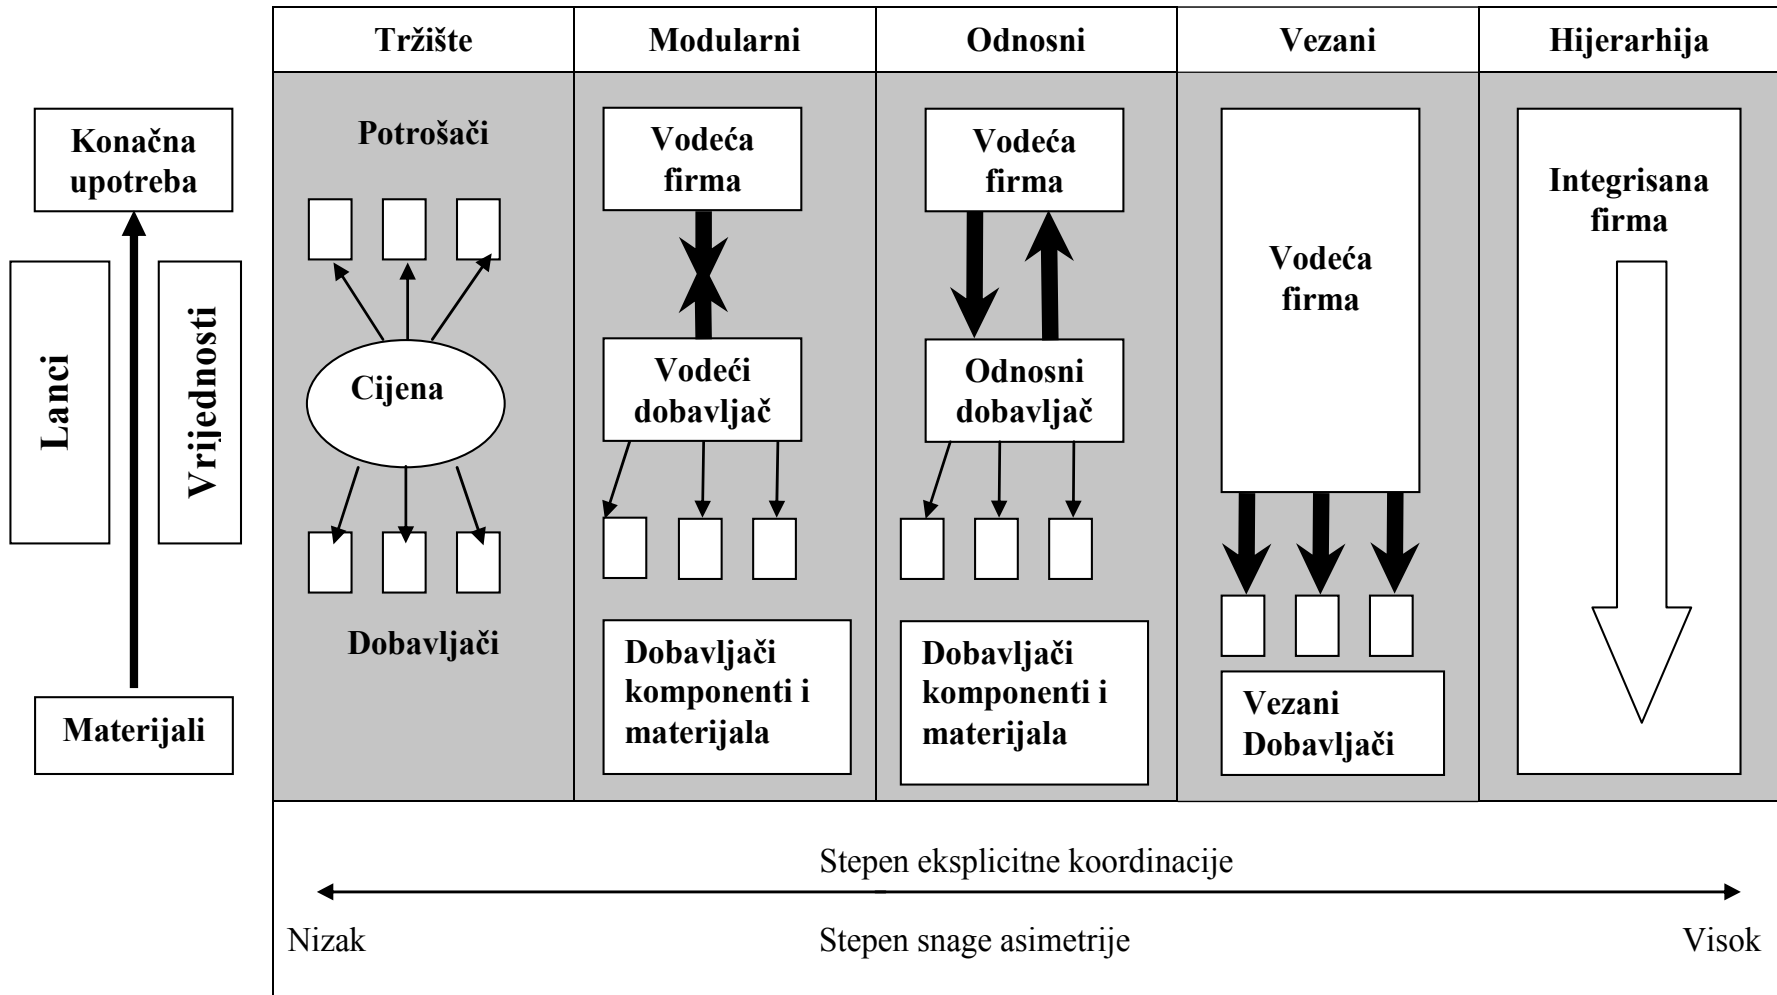 Tržište
Modularni
Odnosni
Vezani
Hijerarhija
Konačna
upotreba
Lanci
Vrijednosti
Materijali
Potrošači
Cijena
Dobavljači
Vodeća
firma
Vodeći
dobavljač
Dobavljači
komponenti i
materijala
Vodeća
firma
Odnosni
dobavljač
Dobavljači
komponenti i
materijala
Vodeća
firma
Vezani
Dobavljači
Integrisana
firma
Stepen eksplicitne koordinacije
Nizak
Stepen snage asimetrije
Visok